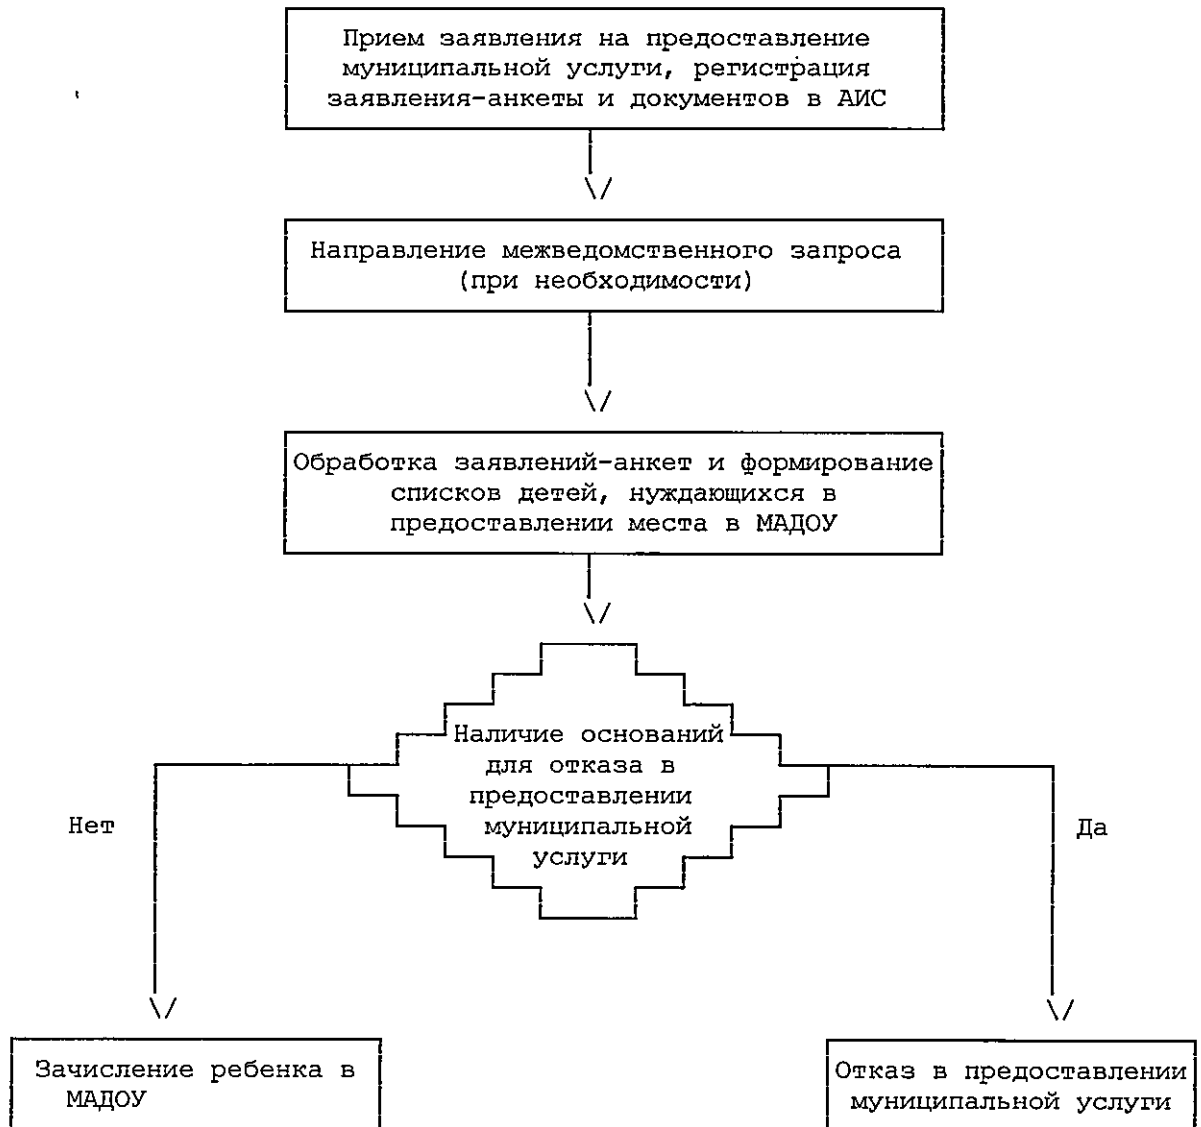 Прием заявления на предоставление
муниципальной услуги, регистрация
заявления-анкеты и документов в АИС
Направление межведомственного запроса
(при необходимости)
Обработка заявлений-анкет и формирование
списков детей, нуждающихся в
предоставлении места в МАДОУ
Наличие оснований
для отказа в
предоставлении
муниципальной
услуги
Нет
Да
Зачисление ребенка в
МАДОУ
Отказ в предоставлении
муниципальной услуги